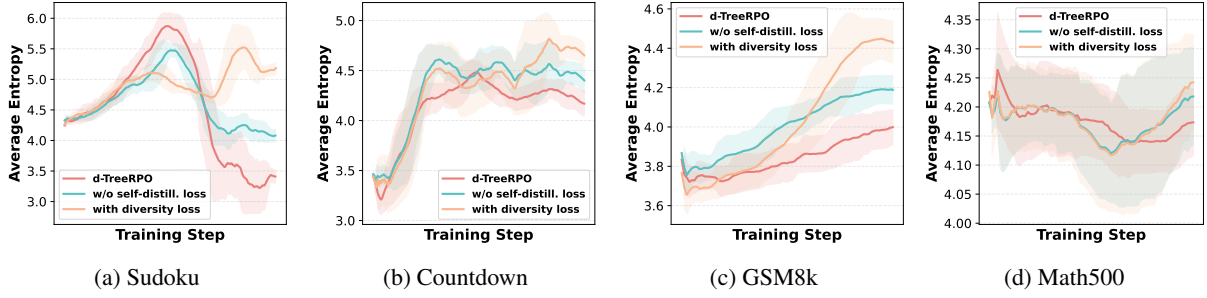 6.0
5.5
5.0
4.5
4.0
3.5
3.0
Average Entropy
d-TreeRPO
w/o self-distill. loss
with diversity loss
Training Step
(a) Sudoku
5.0
4.5
4.0
3.5
3.0
Average Entropy
d-TreeRPO
w/o self-distill. loss
with diversity loss
Training Step
(b) Countdown
4.6
4.4
4.2
4.0
3.8
3.6
Average Entropy
d-TreeRPO
w/o self-distill. loss
with diversity loss
Training Step
(c) GSM8k
4.35
4.30
4.25
4.20
4.15
4.10
4.05
4.00
Average Entropy
d-TreeRPO
w/o self-distill. loss
with diversity loss
Training Step
(d) Math500